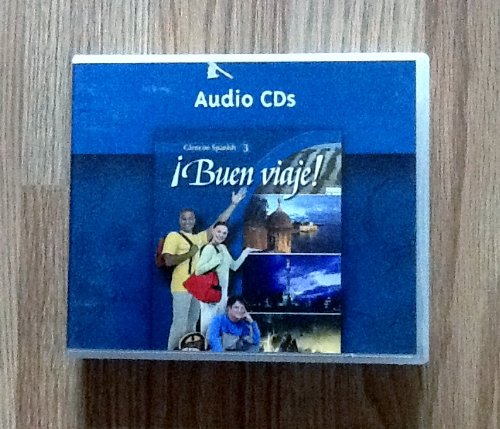 Audio CDs
Glencoe Spanish 3
¡Buen viaje!